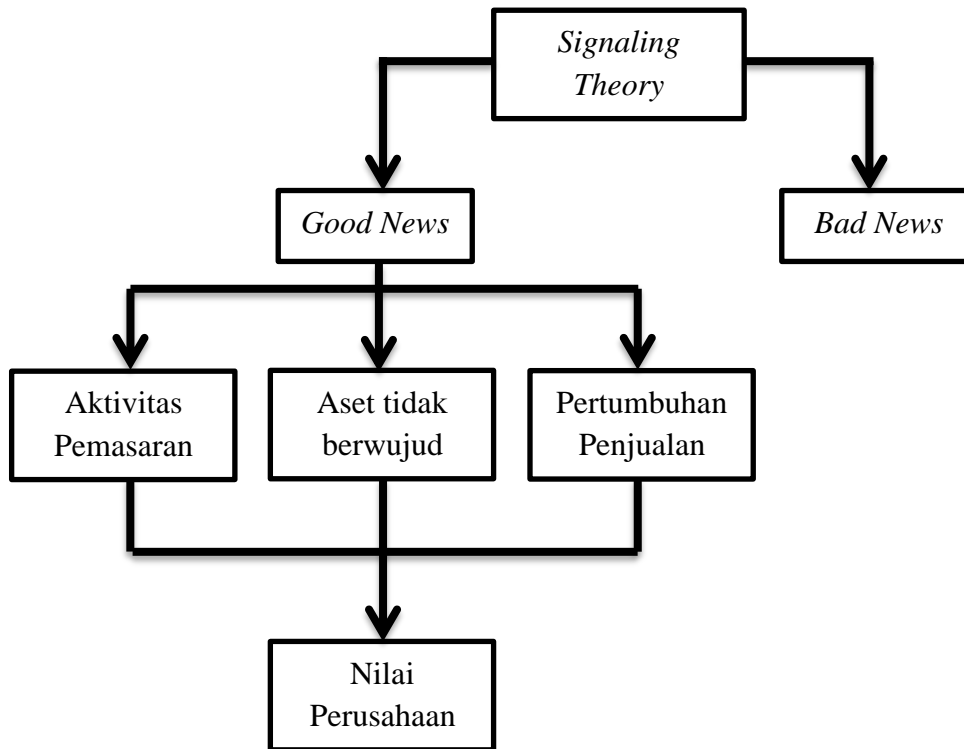 Signaling
Theory
Good News
Bad News
Aktivitas
Pemasaran
Aset tidak
berwujud
Pertumbuhan
Penjualan
Nilai
Perusahaan